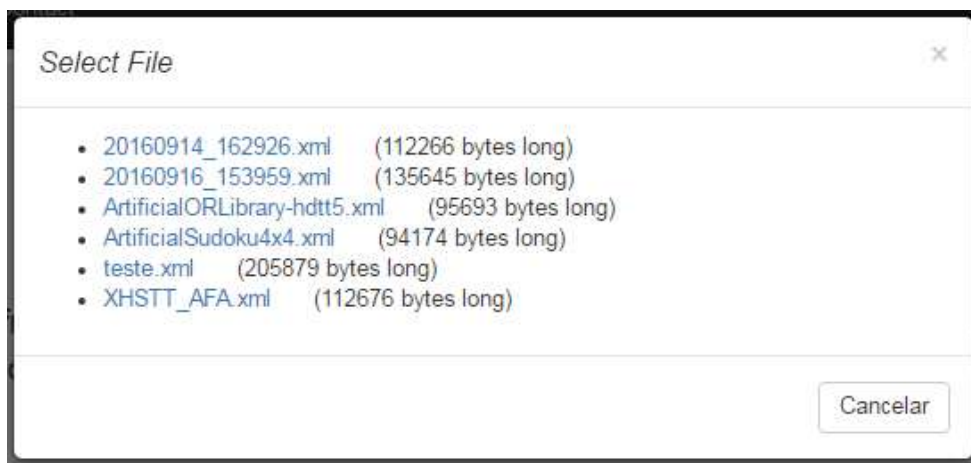 Select File
×
• 20160914_162926.xml (112266 bytes long)
• 20160916_153959.xml (135645 bytes long)
• ArtificialORLibrary-hdtt5.xml (95693 bytes long)
• ArtificialSudoku4x4.xml (94174 bytes long)
• teste.xml (205879 bytes long)
• XHSTT_AFA.xml (112676 bytes long)
Cancelar